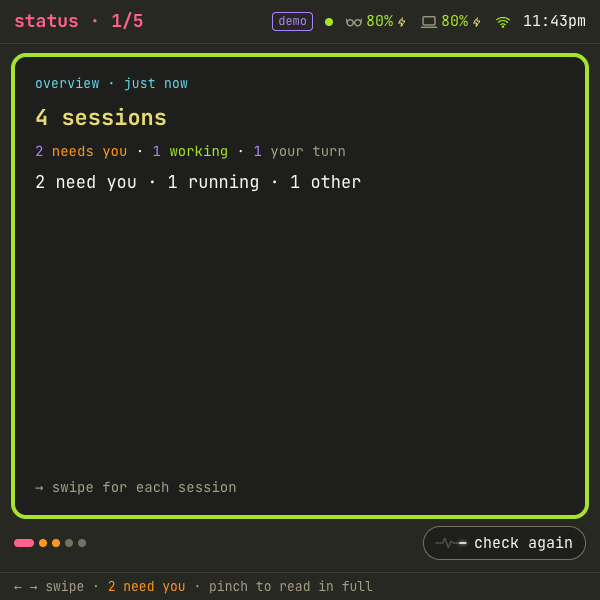 status · 1/5
demo 80% 80% 11:43pm
overview · just now
4 sessions
2 needs you · 1 working · 1 your turn
2 need you · 1 running · 1 other
→ swipe for each session
check again
← → swipe · 2 need you · pinch to read in full